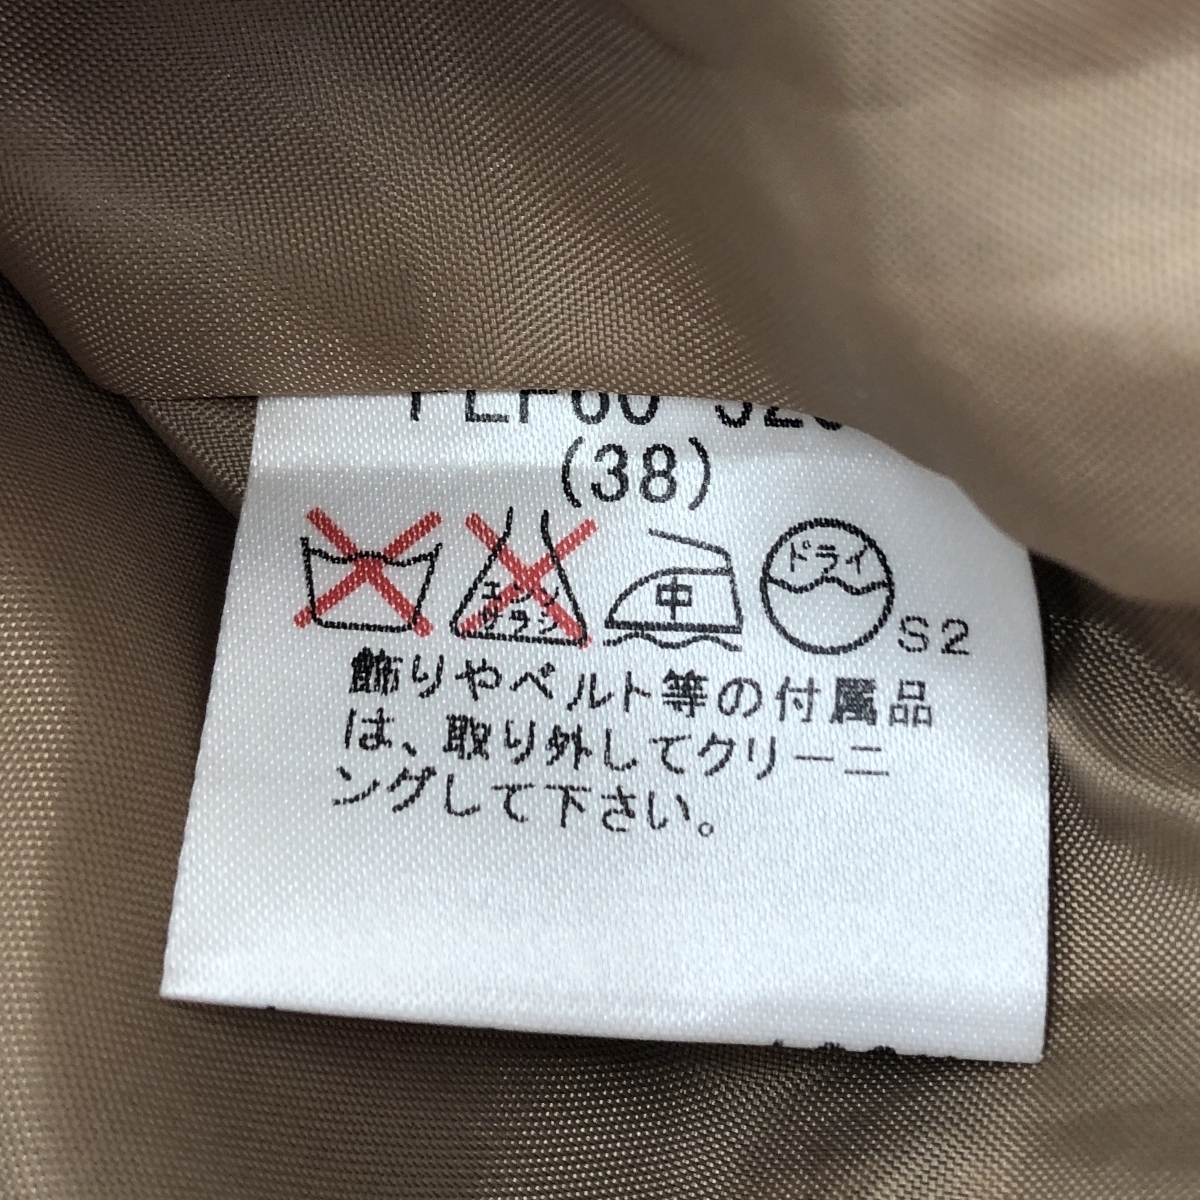 (38)
中
ドライ
S2
飾りやベルト等の付属品
は、取り外してクリーニ
ングして下さい。